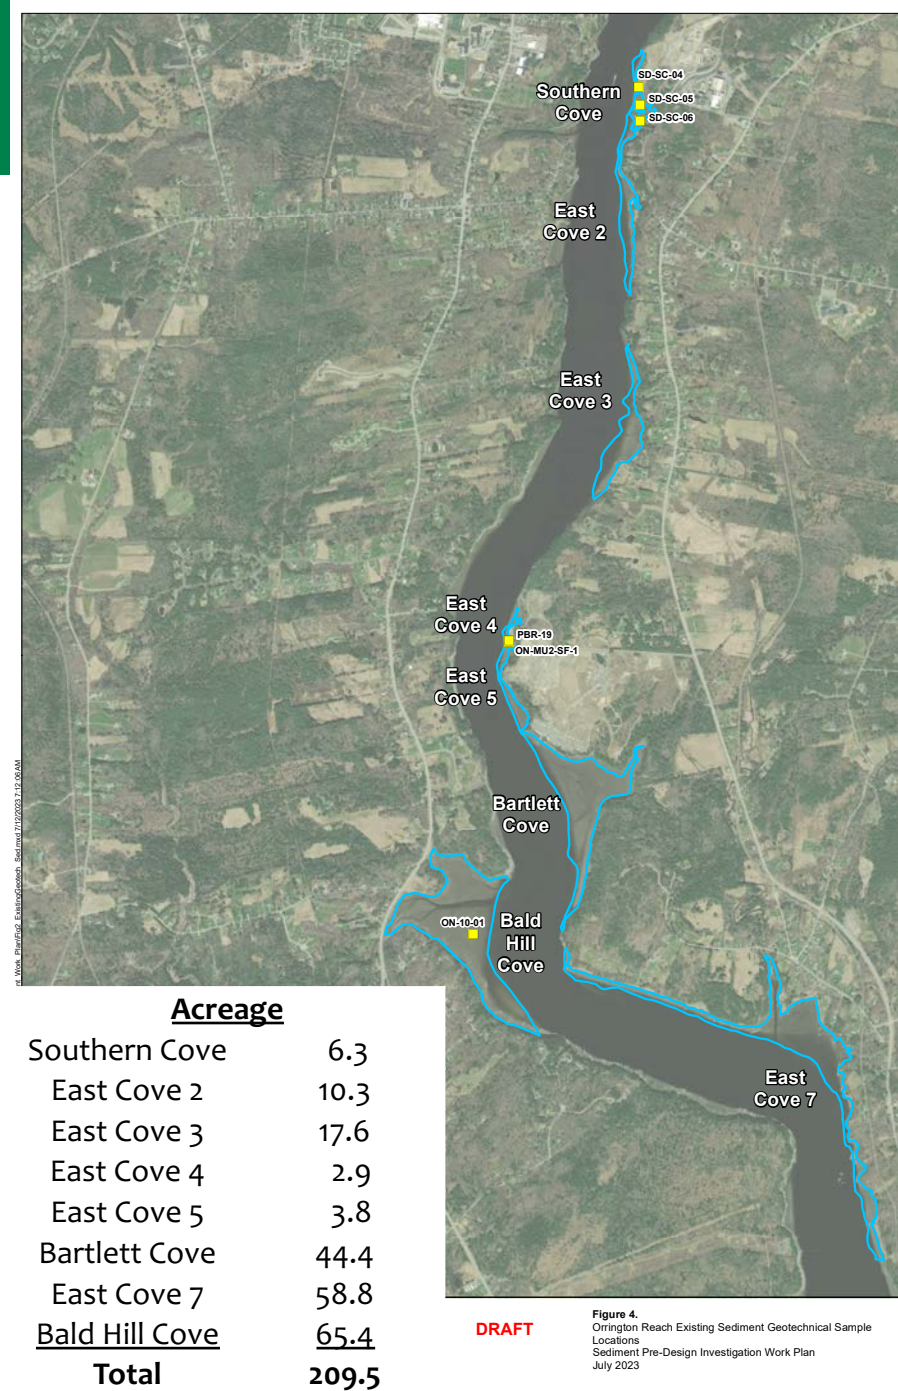 SD-SC-04
Southern
Cove
SD-SC-05
SD-SC-06
East
Cove 2
East
Cove 3
East
Cove 4
PBR-19
ON-MU2-SF-1
East
Cove 5
Bartlett
Cove
ON-10-01
Bald
Hill
Cove
East
Cove 7
Acreage
Southern Cove 6.3
East Cove 2 10.3
East Cove 3 17.6
East Cove 4 2.9
East Cove 5 3.8
Bartlett Cove 44.4
East Cove 7 58.8
Bald Hill Cove 65.4
Total 209.5
DRAFT
Figure 4.
Orrington Reach Existing Sediment Geotechnical Sample
Locations
Sediment Pre-Design Investigation Work Plan
July 2023